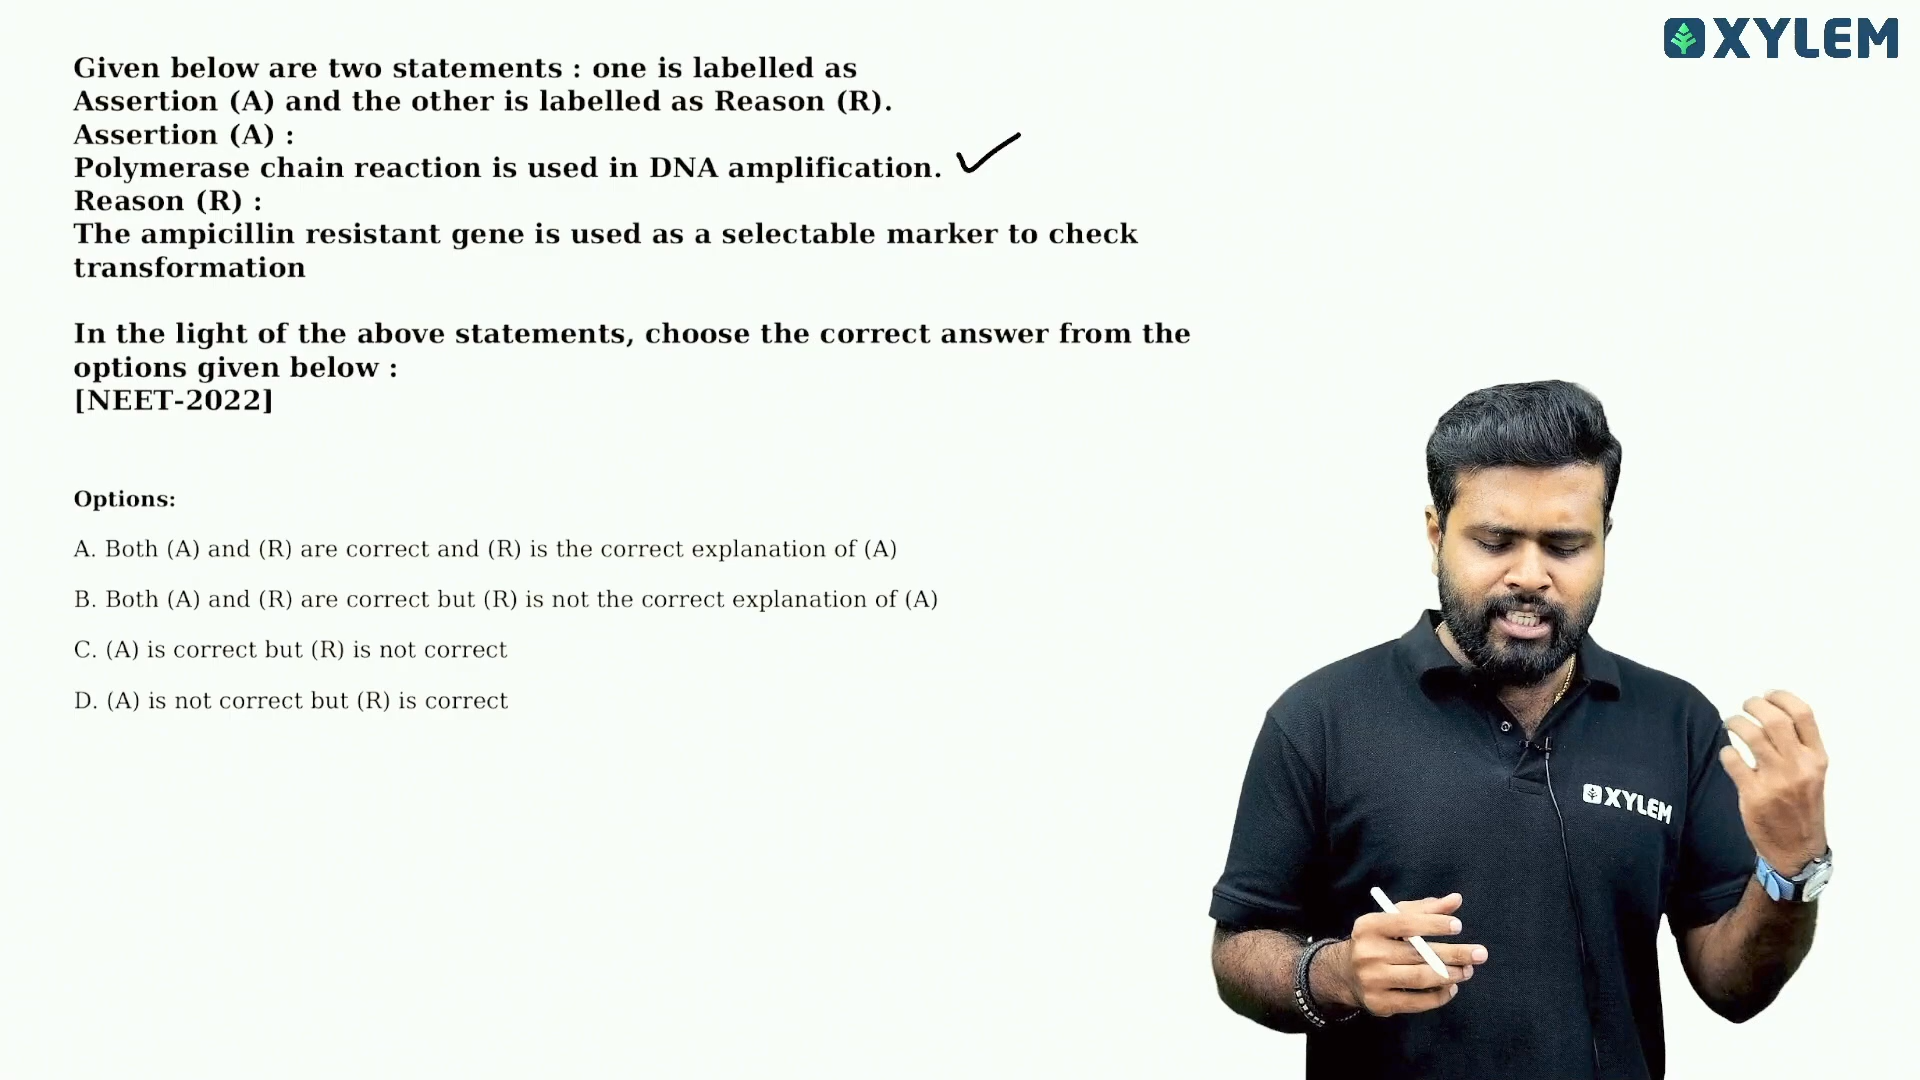 XYLEM
Given below are two statements : one is labelled as
Assertion (A) and the other is labelled as Reason (R).
Assertion (A) :
Polymerase chain reaction is used in DNA amplification.
Reason (R) :
The ampicillin resistant gene is used as a selectable marker to check
transformation
In the light of the above statements, choose the correct answer from the
options given below :
[NEET-2022]
Options:
A. Both (A) and (R) are correct and (R) is the correct explanation of (A)
B. Both (A) and (R) are correct but (R) is not the correct explanation of (A)
C. (A) is correct but (R) is not correct
D. (A) is not correct but (R) is correct
XYLEM